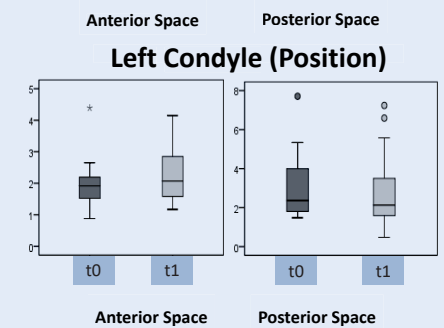 Anterior Space Posterior Space
Left Condyle (Position)
5
4
3
2
1
0
*
t0 t1
8
6
4
2
0
t0 t1
Anterior Space Posterior Space